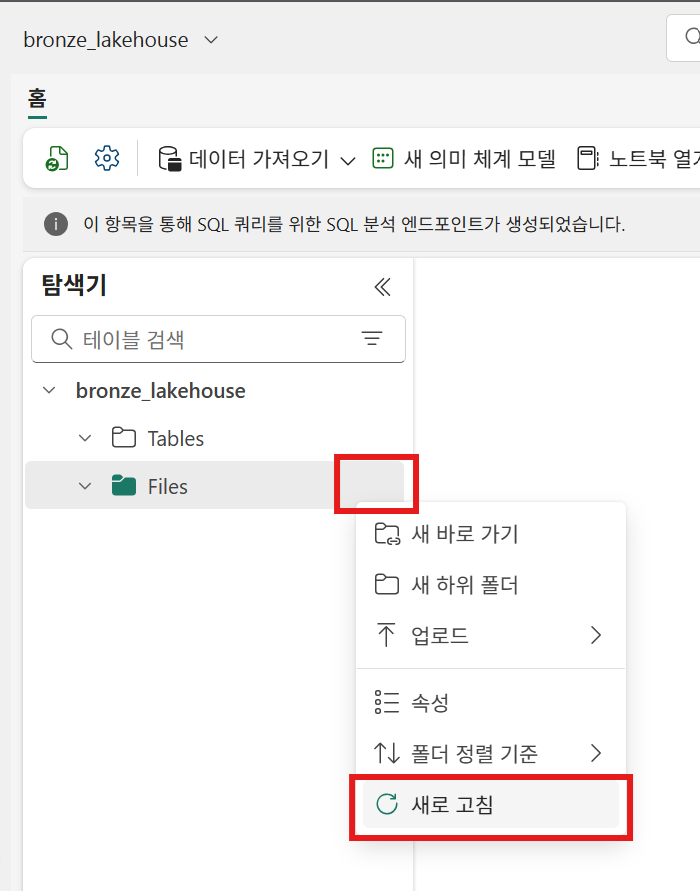 bronze_lakehouse
홈
데이터 가져오기 새 의미 체계 모델 노트북 열기
이 항목을 통해 SQL 쿼리를 위한 SQL 분석 엔드포인트가 생성되었습니다.
탐색기
테이블 검색
bronze_lakehouse
Tables
Files
새 바로 가기
새 하위 폴더
업로드
속성
폴더 정렬 기준
새로 고침